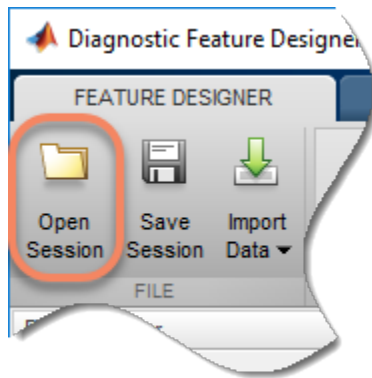 Diagnostic Feature Designer
FEATURE DESIGNER
Open Session
Save Session
Import Data
FILE